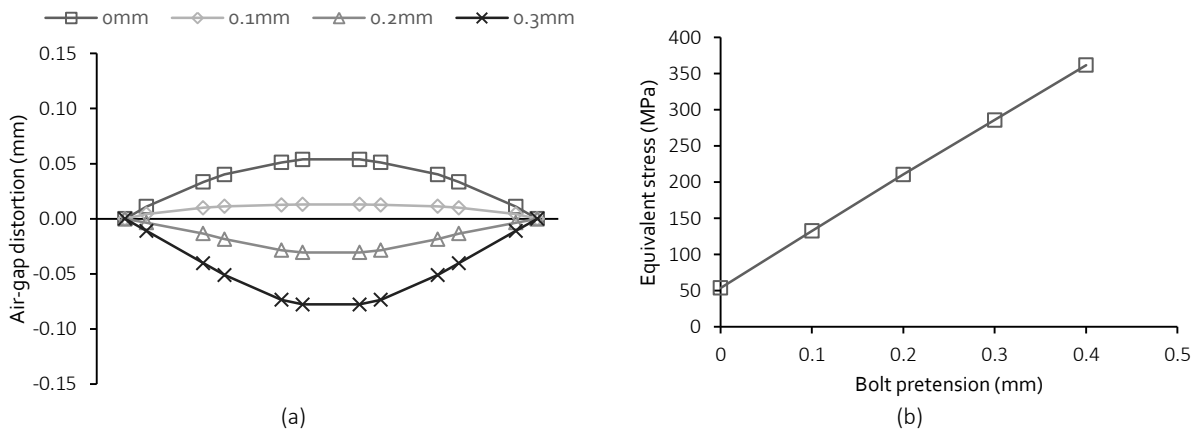 0mm 0.1mm 0.2mm 0.3mm
Air-gap distortion (mm)
0.15
0.10
0.05
0.00
-0.05
-0.10
-0.15
(a)
Equivalent stress (MPa)
400
350
300
250
200
150
100
50
0
0 0.1 0.2 0.3 0.4 0.5
Bolt pretension (mm)
(b)